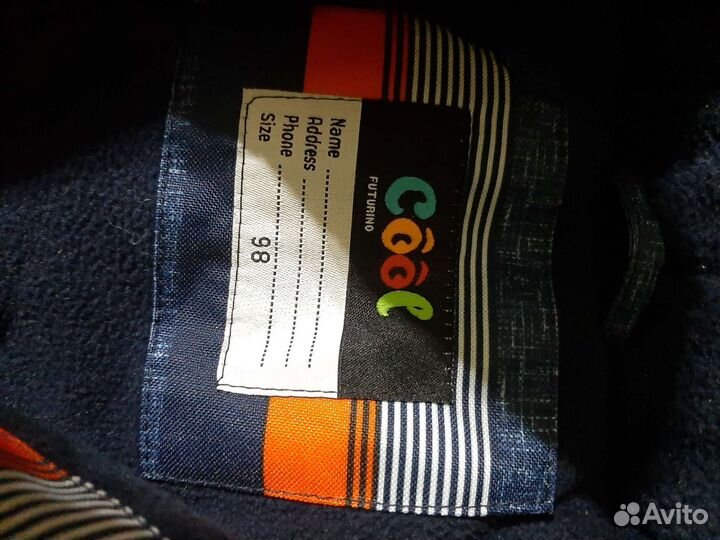 FUTURINO
cool
Name
Address
Phone
Size 98
Avito